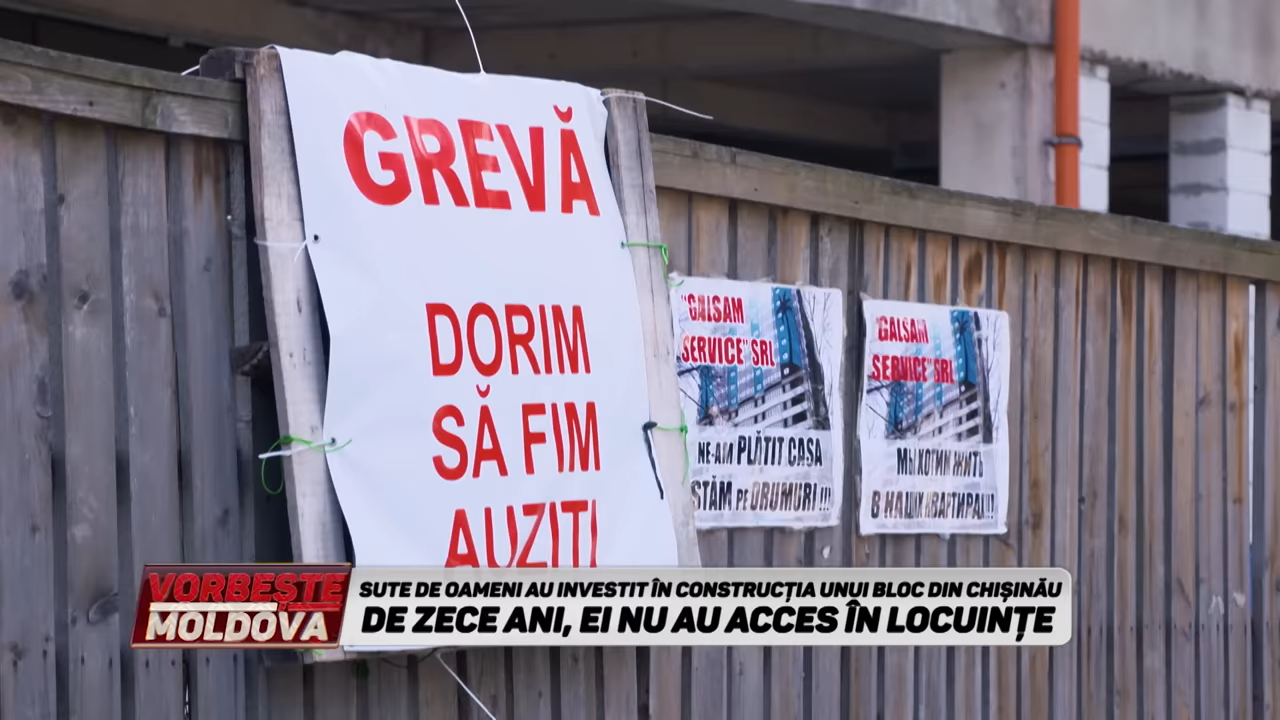 GREVĂ
DORIM
SĂ FIM
AUZIȚI
"GALSAM
SERVICE" SRL
NE-AM PLĂTIT CASA
STĂM PE DRUMURI !!!
"GALSAM
SERVICE" SRL
МЫ ХОТИМ ЖИТЬ
В НАШИХ КВАРТИРАХ!!!
VORBEȘTE
MOLDOVA
SUTE DE OAMENI AU INVESTIT ÎN CONSTRUCȚIA UNUI BLOC DIN CHIȘINĂU
DE ZECE ANI, EI NU AU ACCES ÎN LOCUINȚE